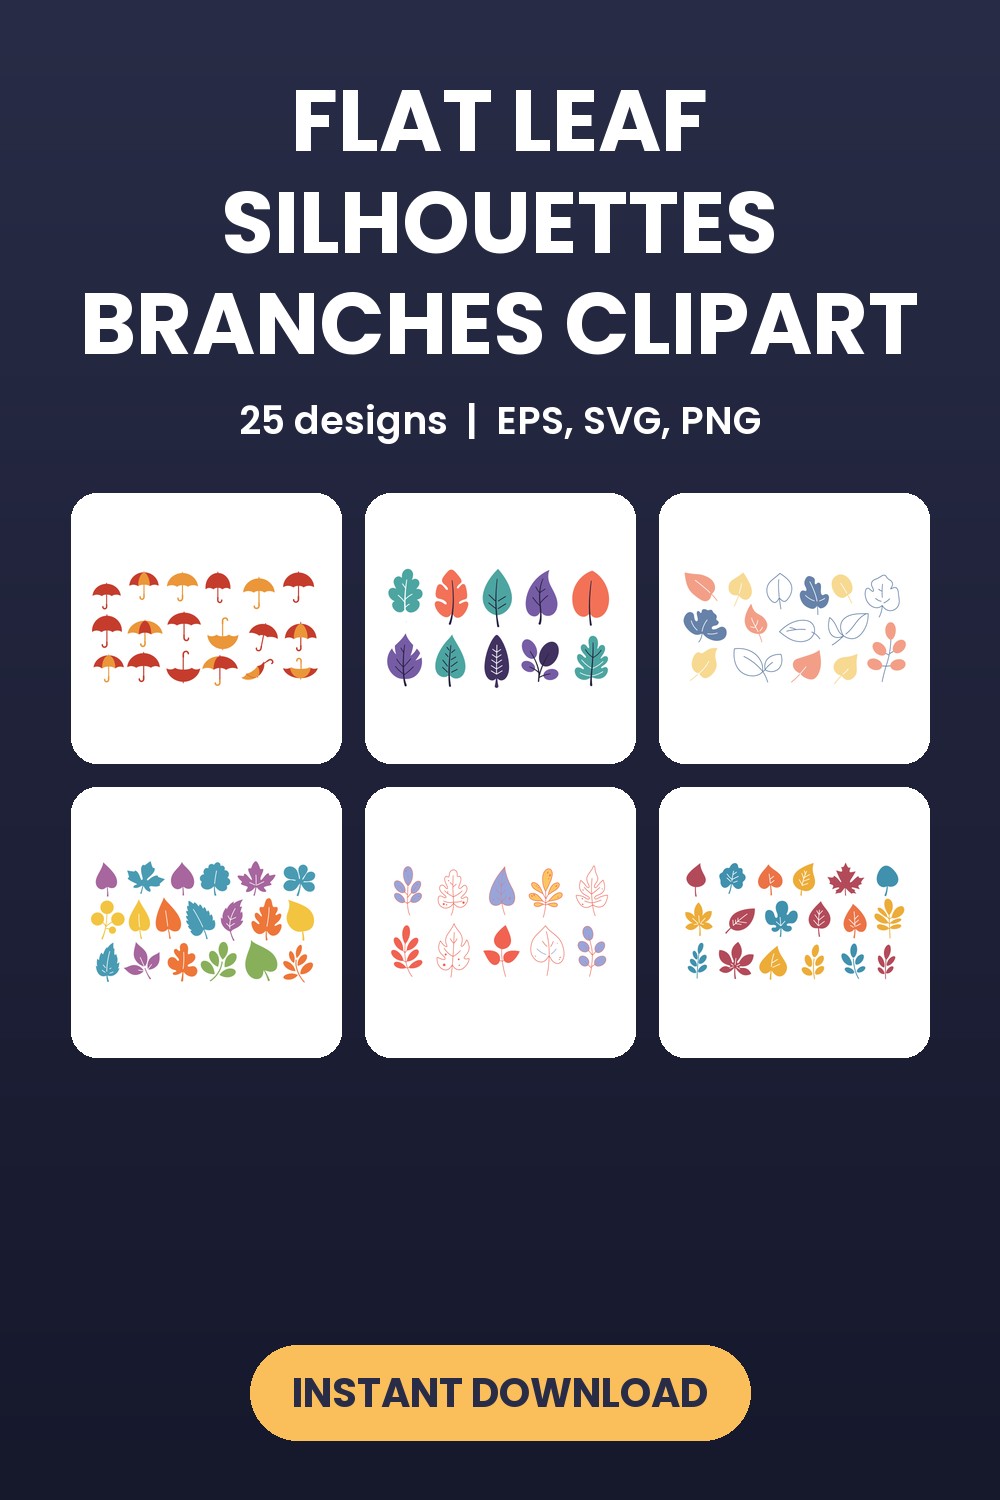 FLAT LEAF
SILHOUETTES
BRANCHES CLIPART
25 designs | EPS, SVG, PNG
INSTANT DOWNLOAD